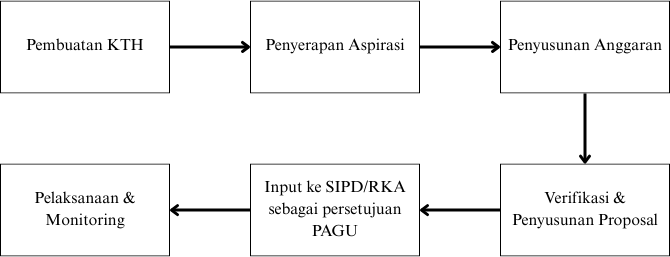 Pembuatan KTH
Penyerapan Aspirasi
Penyusunan Anggaran
Verifikasi &
Penyusunan Proposal
Input ke SIPD/RKA
sebagai persetujuan
PAGU
Pelaksanaan &
Monitoring